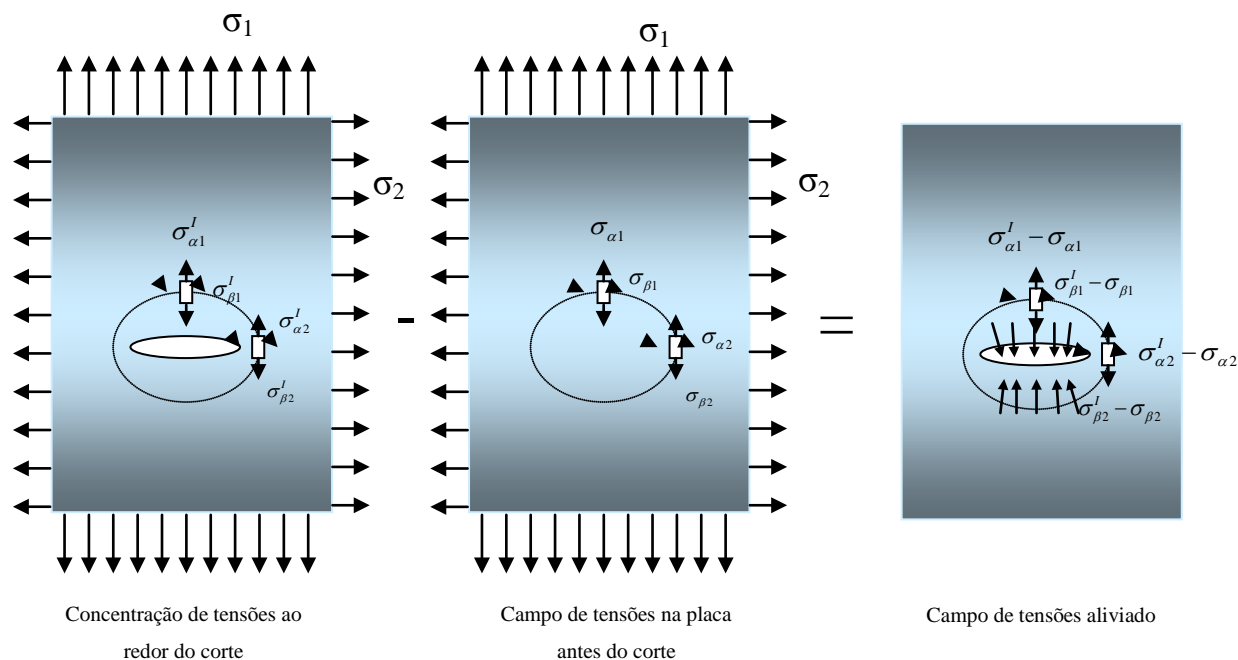 σ₁
σ₁
σ₂
σ₂
σ^I_α1
σ^I_β1
σ^I_α2
σ^I_β2
-
σ_α1
σ_β1
σ_α2
σ_β2
=
σ^I_α1 − σ_α1
σ^I_β1 − σ_β1
σ^I_α2 − σ_α2
σ^I_β2 − σ_β2
Concentração de tensões ao
redor do corte
Campo de tensões na placa
antes do corte
Campo de tensões aliviado